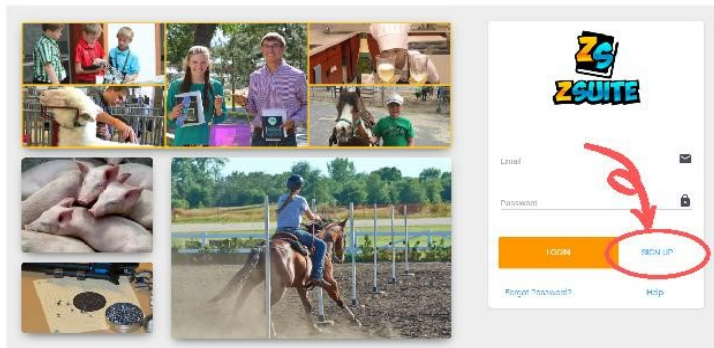 ZS
ZSUITE
Email
Password
LOGIN
SIGN UP
Forgot Password?
Help